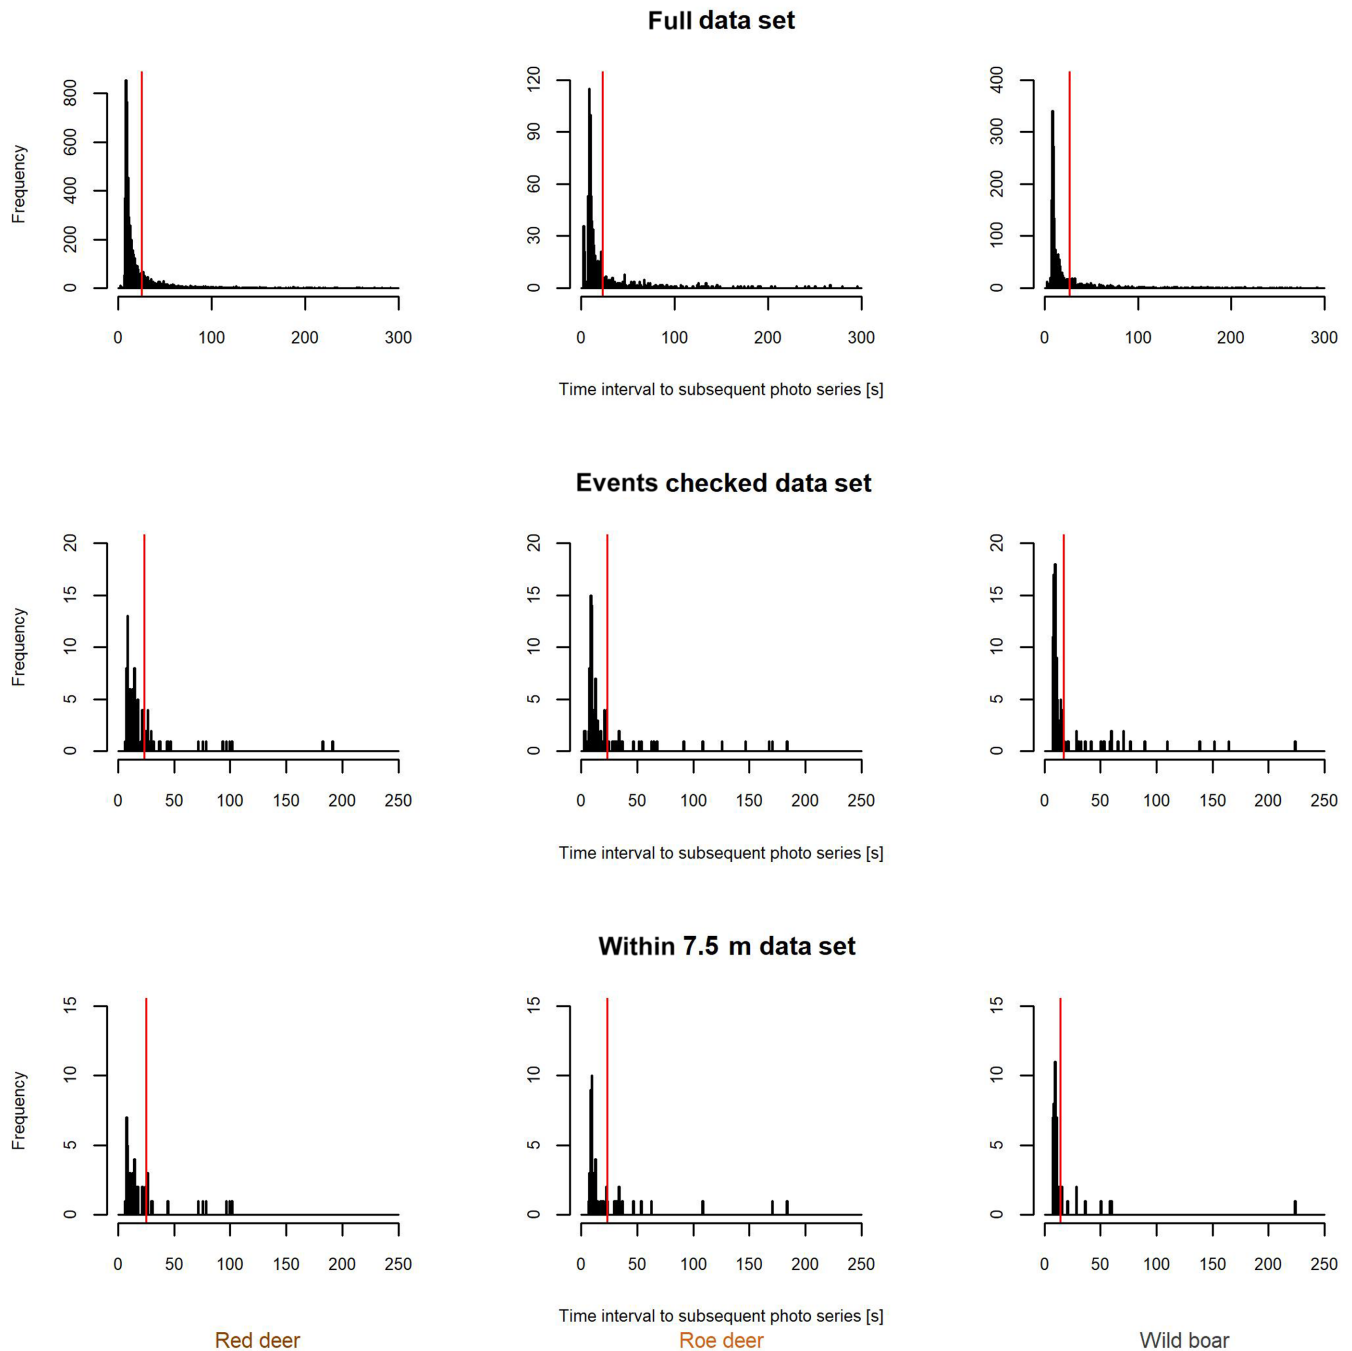 Full data set
Frequency
0 200 400 600 800
0 30 60 90 120
0 100 200 300 400
0 100 200 300
0 100 200 300
0 100 200 300
Time interval to subsequent photo series [s]
Events checked data set
Frequency
0 5 10 15 20
0 5 10 15 20
0 5 10 15 20
0 50 100 150 200 250
0 50 100 150 200 250
0 50 100 150 200 250
Time interval to subsequent photo series [s]
Within 7.5 m data set
Frequency
0 5 10 15
0 5 10 15
0 5 10 15
0 50 100 150 200 250
0 50 100 150 200 250
0 50 100 150 200 250
Time interval to subsequent photo series [s]
Red deer
Roe deer
Wild boar